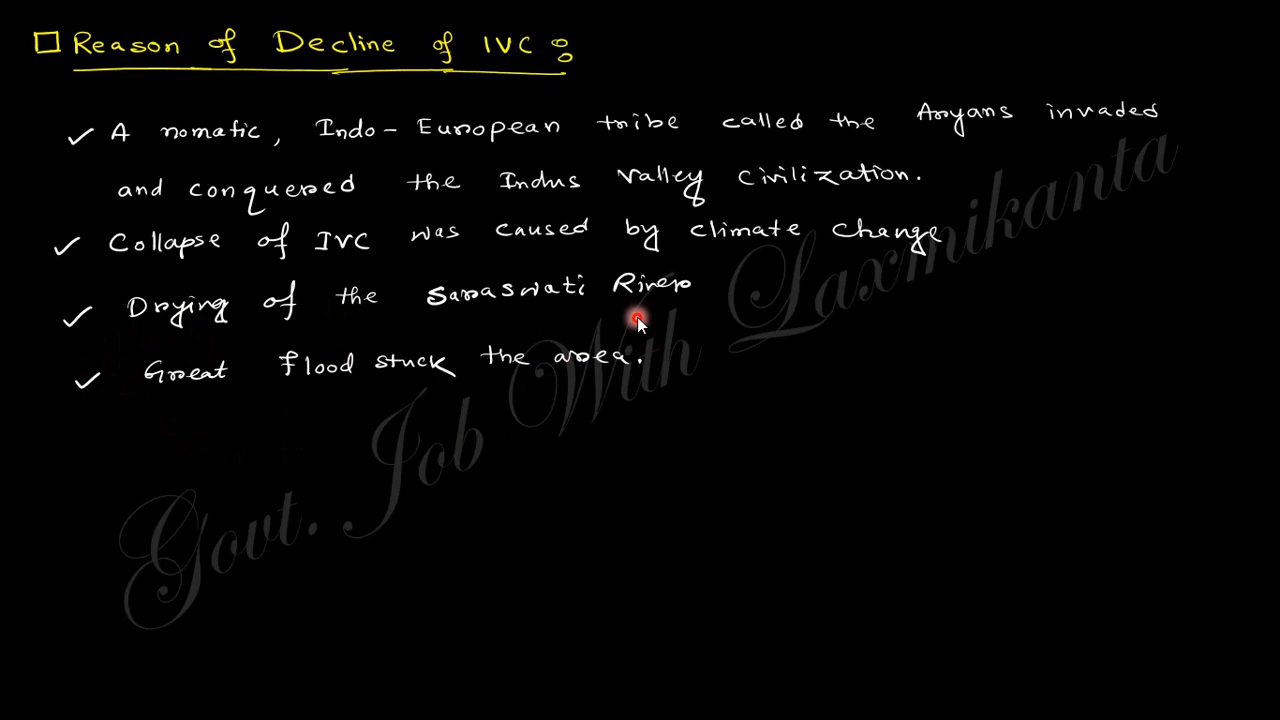 Reason of Decline of IVC :
A nomatic, Indo-European tribe called the Aryans invaded
and conquered the Indus Valley Civilization.
Collapse of IVC was caused by climate change
Drying of the Saraswati River
Great flood stuck the area.
Govt. Job With Laxmikanta